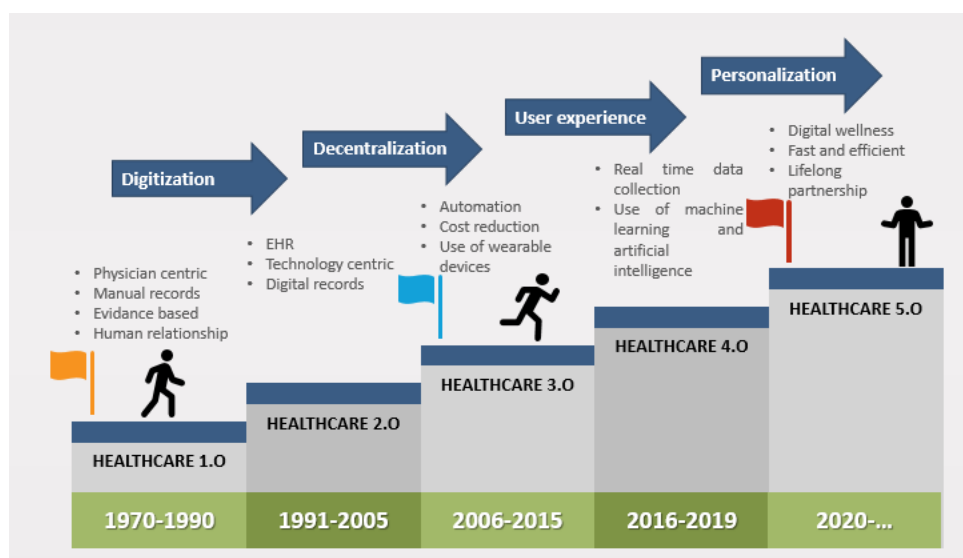 Personalization
User experience
Decentralization
Digitization
• Digital wellness
• Fast and efficient
• Lifelong
partnership
• Real time data
collection
• Use of machine
learning and
artificial
intelligence
• Automation
• Cost reduction
• Use of wearable
devices
• EHR
• Technology centric
• Digital records
• Physician centric
• Manual records
• Evidence based
• Human relationship
HEALTHCARE 1.O
HEALTHCARE 2.O
HEALTHCARE 3.O
HEALTHCARE 4.O
HEALTHCARE 5.O
1970-1990
1991-2005
2006-2015
2016-2019
2020-...